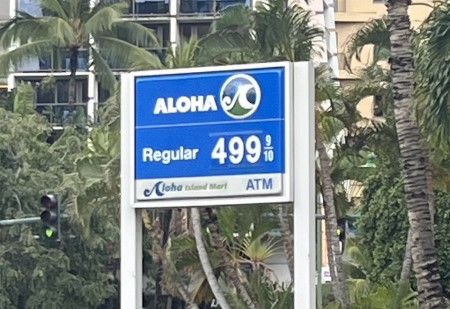 ALOHA
Regular 499 9/10
Aloha Island Mart ATM